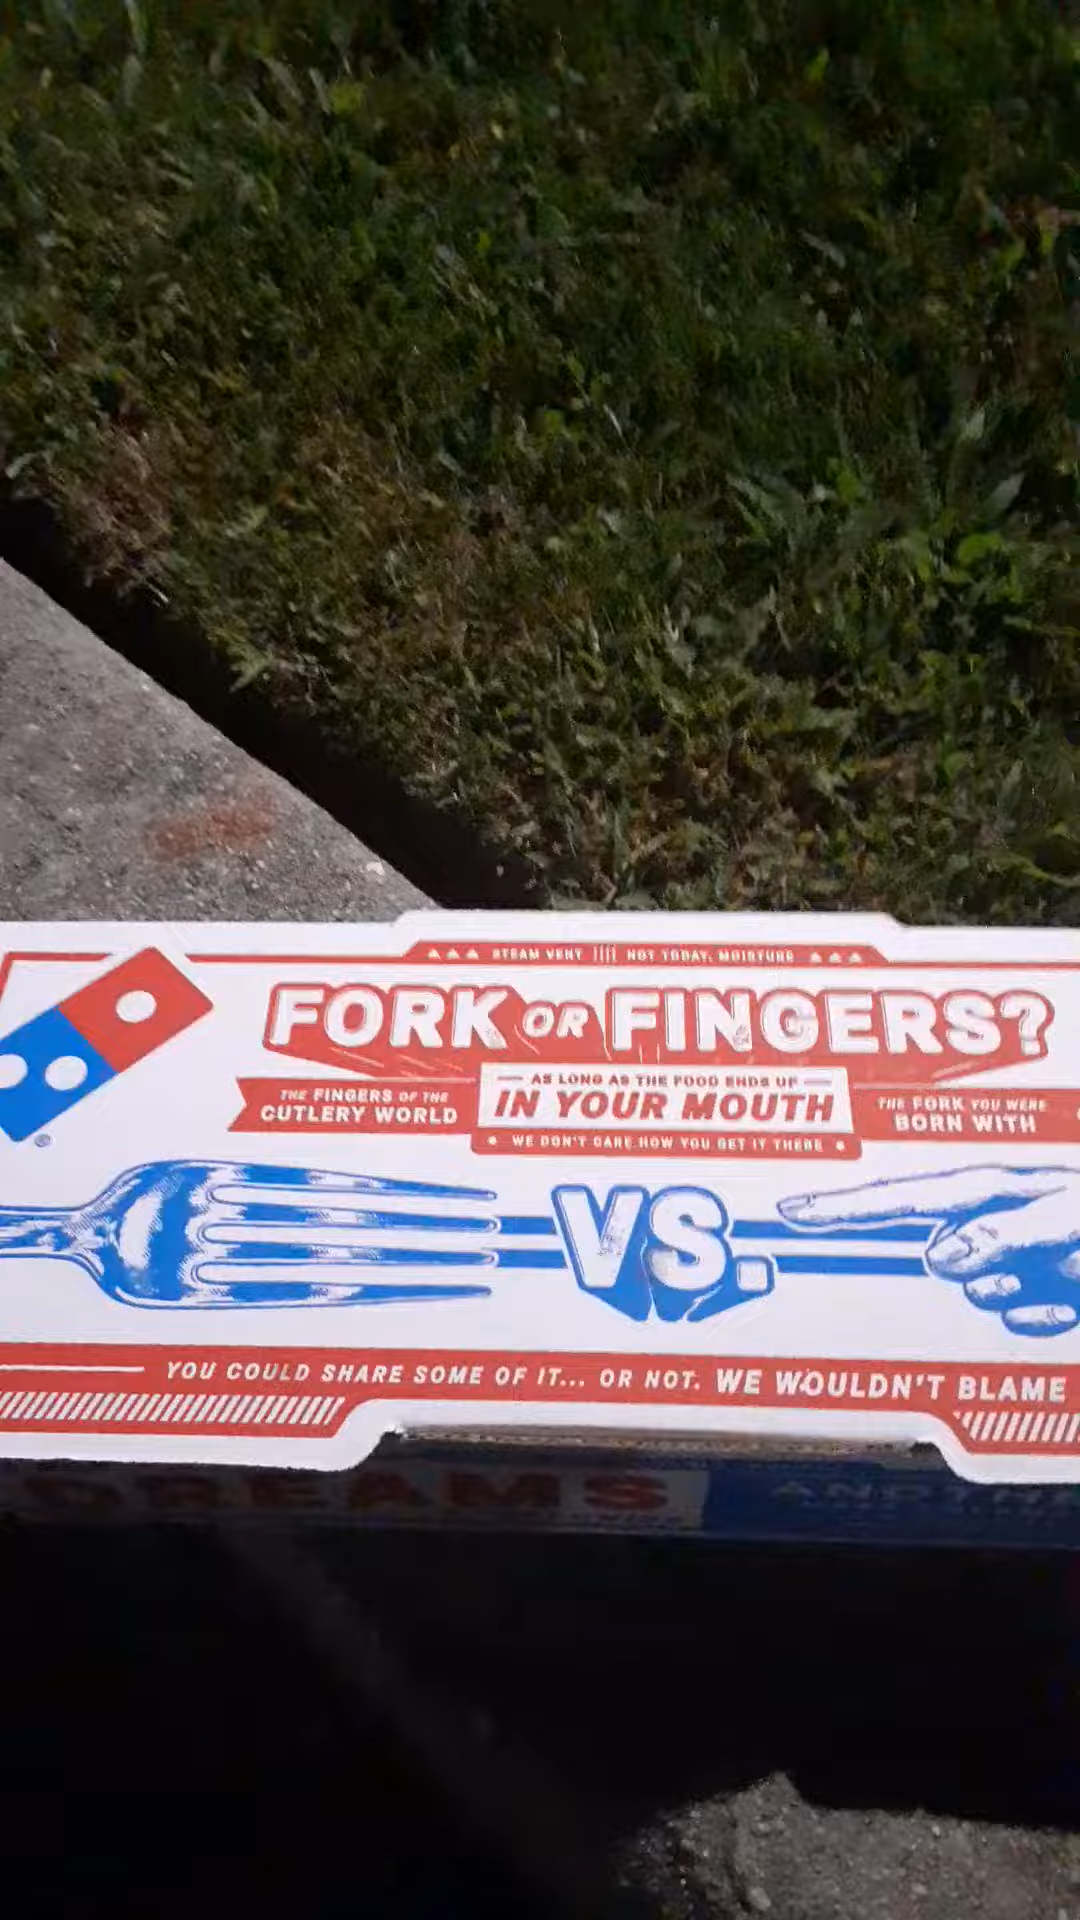 STEAM VENT NOT TODAY, MOISTURE
FORK OR FINGERS?
THE FINGERS OF THE
CUTLERY WORLD
AS LONG AS THE FOOD ENDS UP
IN YOUR MOUTH
WE DON'T CARE HOW YOU GET IT THERE
THE FORK YOU WERE
BORN WITH
VS.
®
YOU COULD SHARE SOME OF IT... OR NOT. WE WOULDN'T BLAME
DREAMS